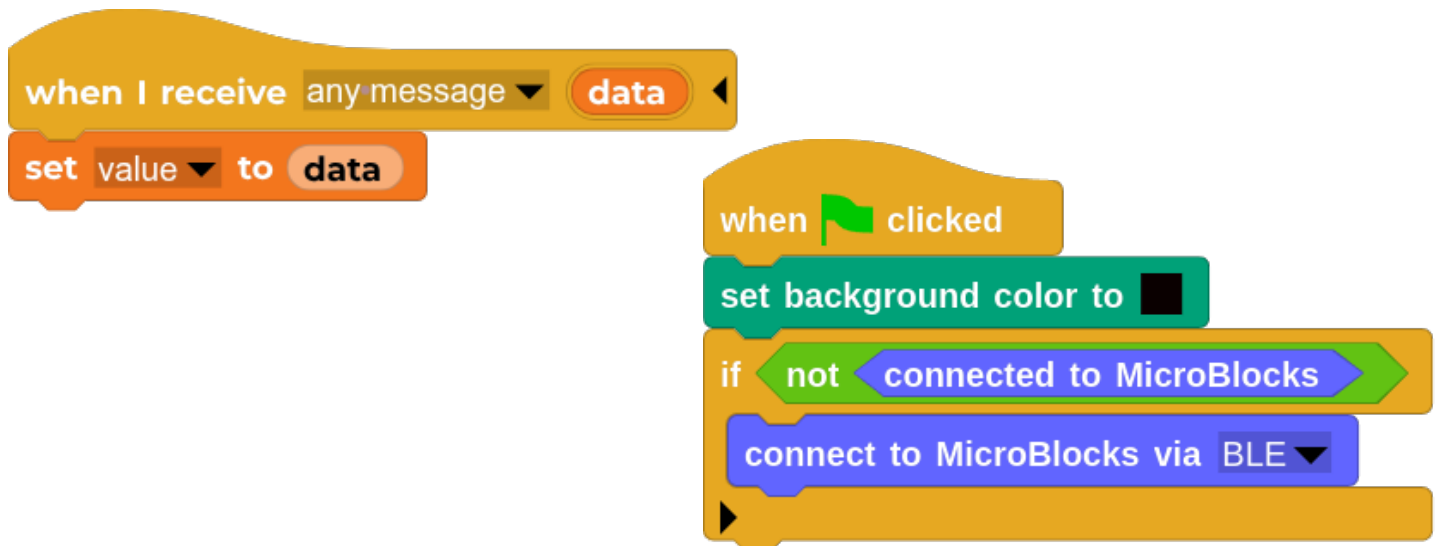 when I receive any message data
set value to data
when clicked
set background color to
if not connected to MicroBlocks
connect to MicroBlocks via BLE